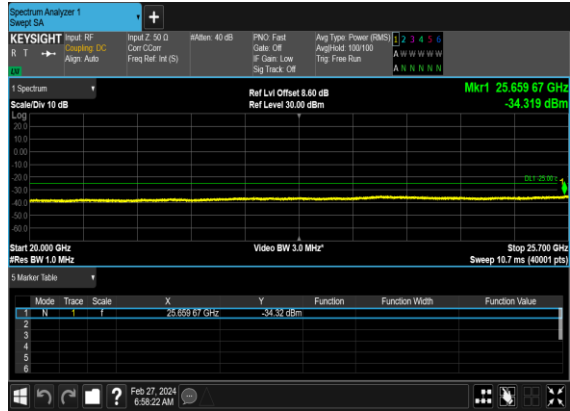 Spectrum Analyzer 1
Swept SA
KEYSIGHT Input: RF Input Z: 50 Ω #Atten: 40 dB PNO: Fast Avg Type: Power (RMS) 1 2 3 4 5 6
R T Coupling: DC Corr CCorr Gate: Off Avg|Hold: 100/100 A W W W W W
Align: Auto Freq Ref: Int (S) IF Gain: Low Trig: Free Run
LXI Sig Track: Off A N N N N N
1 Spectrum Ref Lvl Offset 8.60 dB Mkr1 25.659 67 GHz
Scale/Div 10 dB Ref Level 30.00 dBm -34.319 dBm
Log
20.0
10.0
0.00
-10.0
-20.0
DL1 -25.00
-30.0
-40.0
-50.0
-60.0
Start 20.000 GHz Video BW 3.0 MHz* Stop 25.700 GHz
#Res BW 1.0 MHz Sweep 10.7 ms (40001 pts)
5 Marker Table
Mode Trace Scale X Y Function Function Width Function Value
1 N 1 f 25.659 67 GHz -34.32 dBm
2
3
4
5
6
Feb 27, 2024
6:58:22 AM